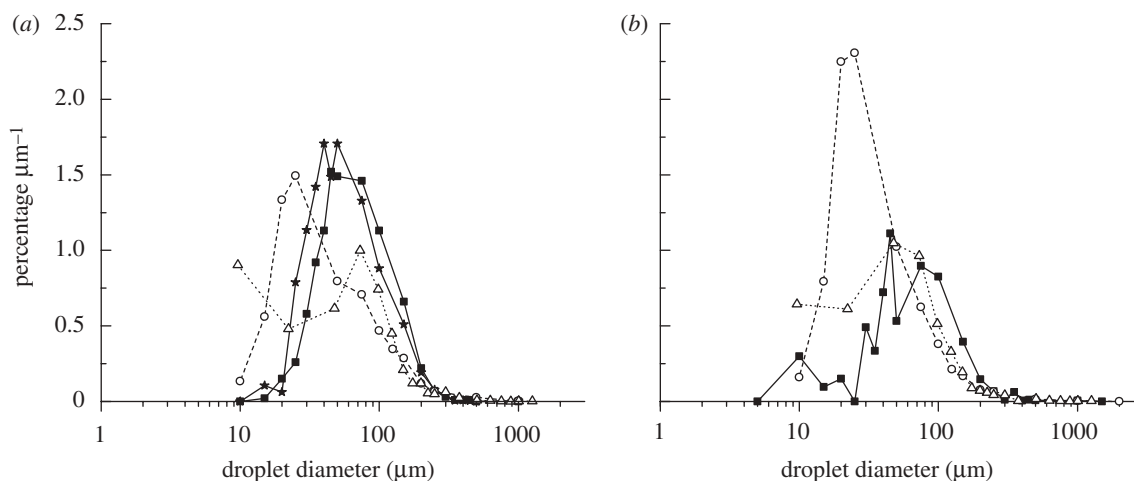 (a)
2.5
2.0
1.5
1.0
0.5
0
percentage μm–1
1 10 100 1000
droplet diameter (μm)
(b)
1 10 100 1000
droplet diameter (μm)